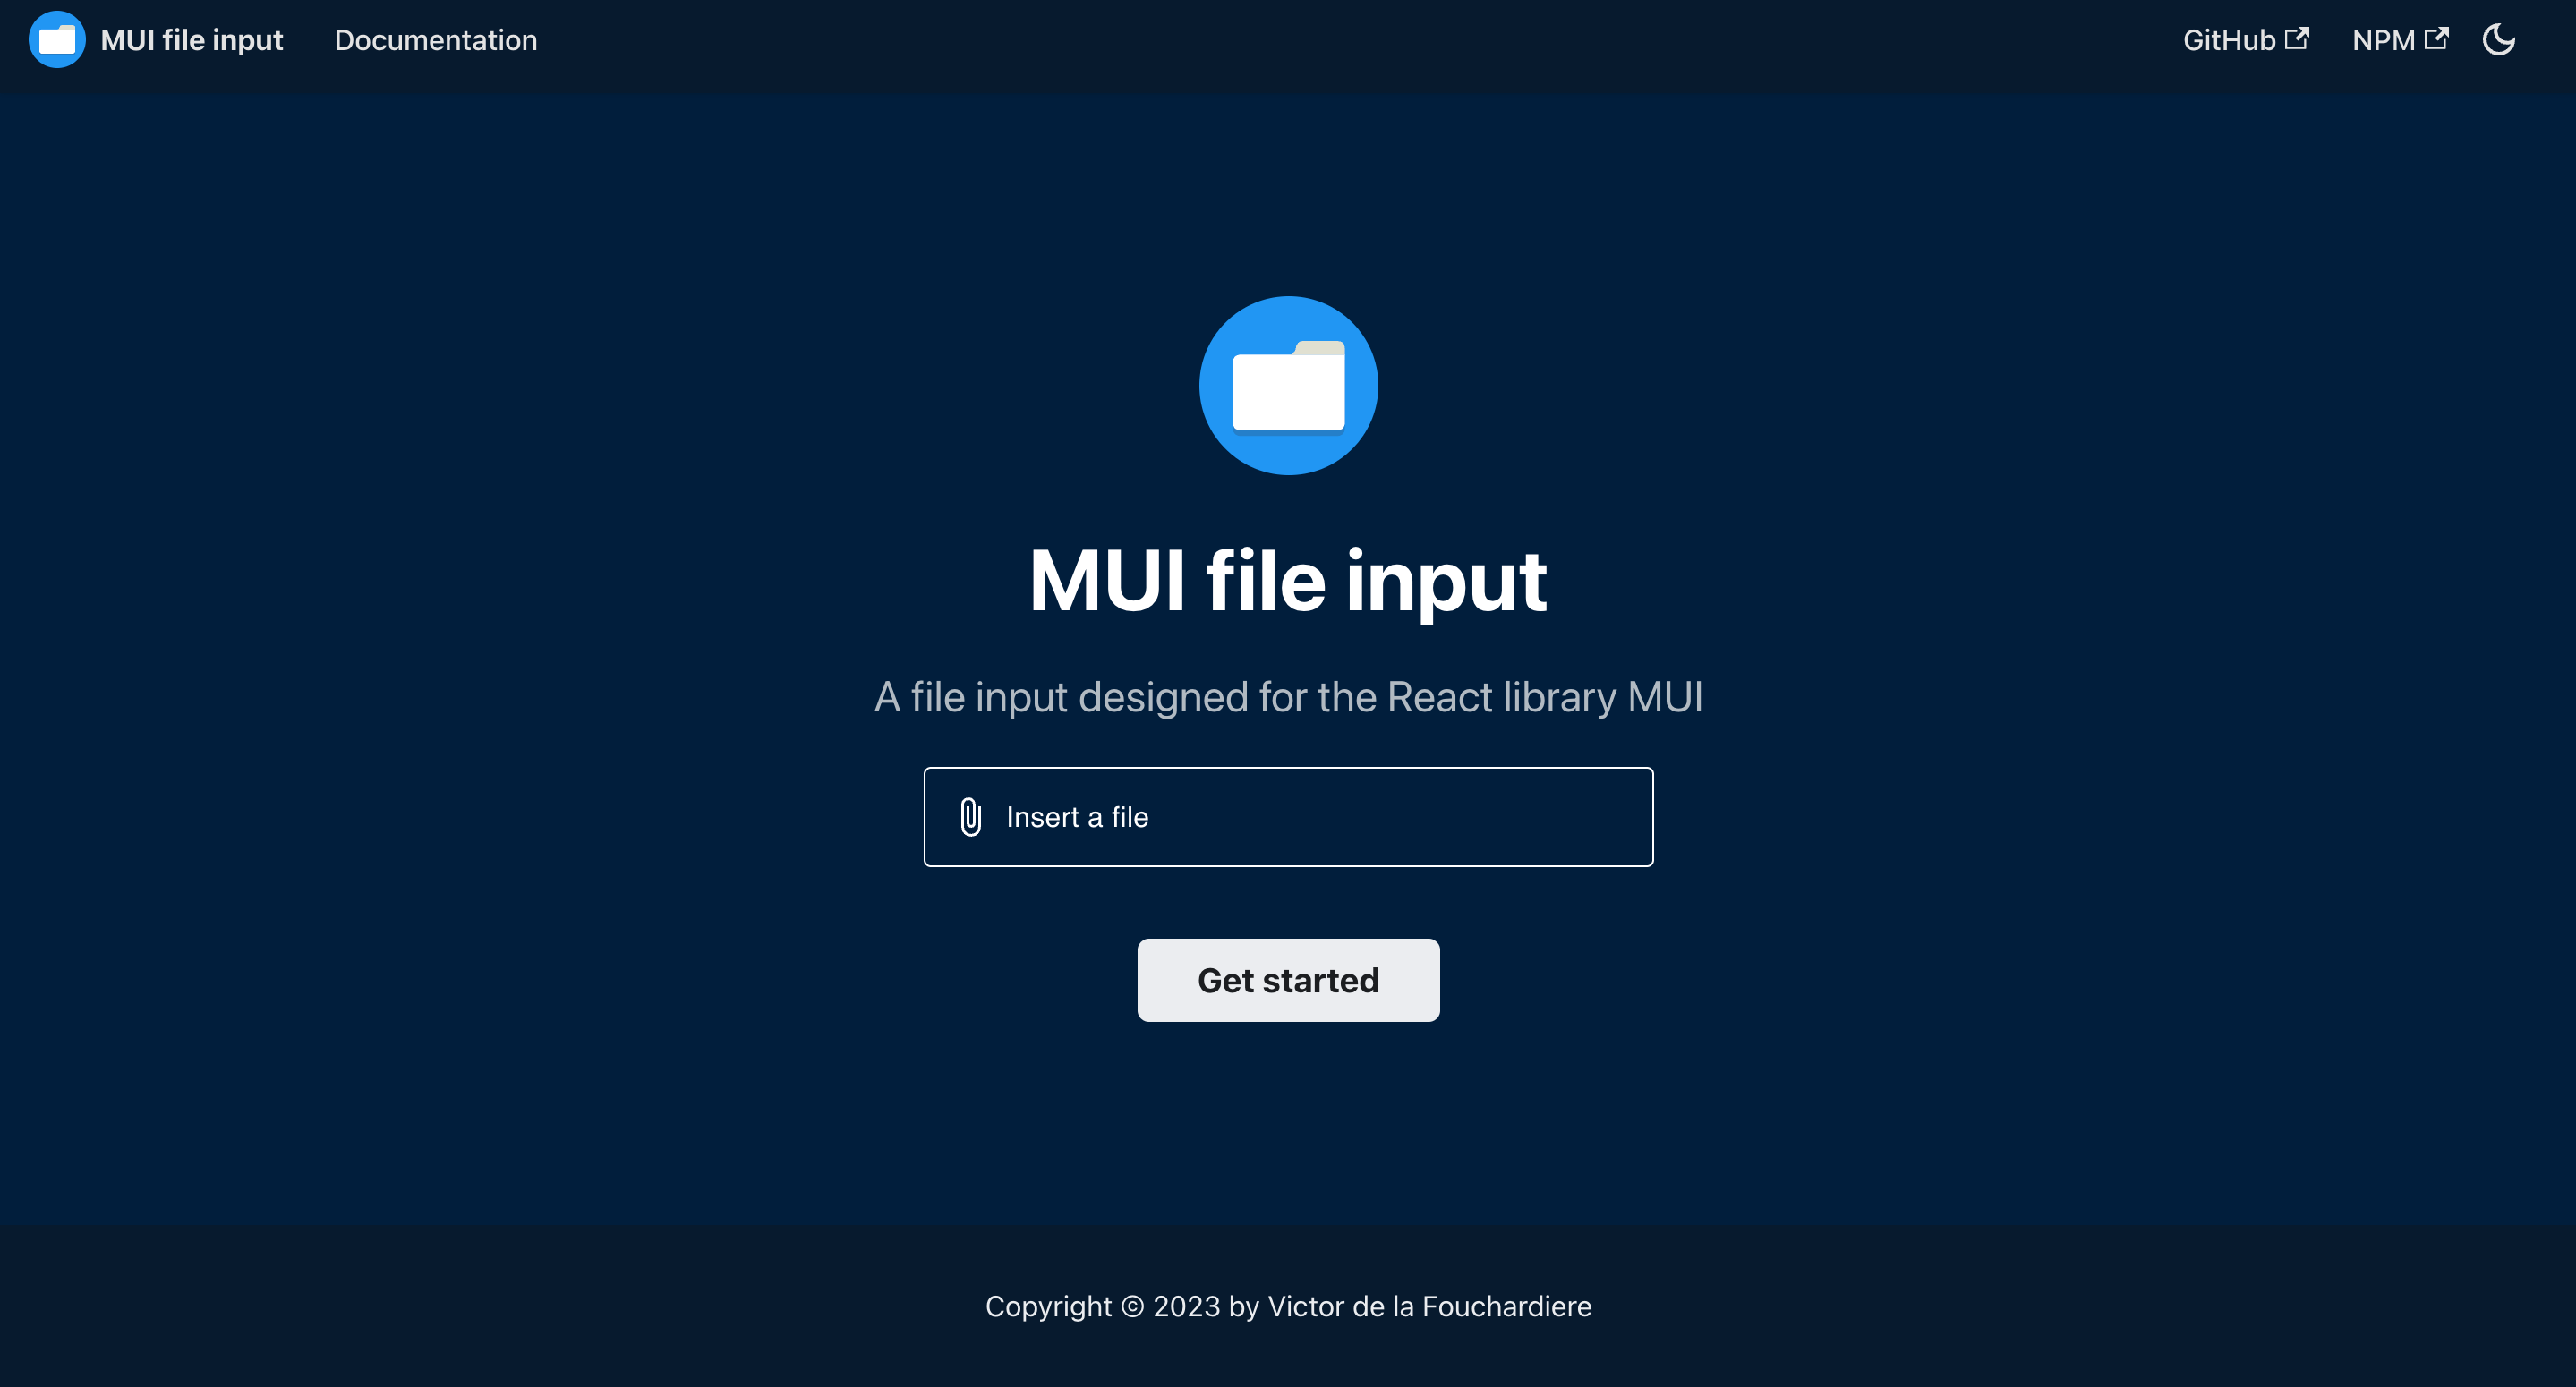 MUI file input
Documentation
GitHub
NPM
MUI file input
A file input designed for the React library MUI
Insert a file
Get started
Copyright © 2023 by Victor de la Fouchardiere